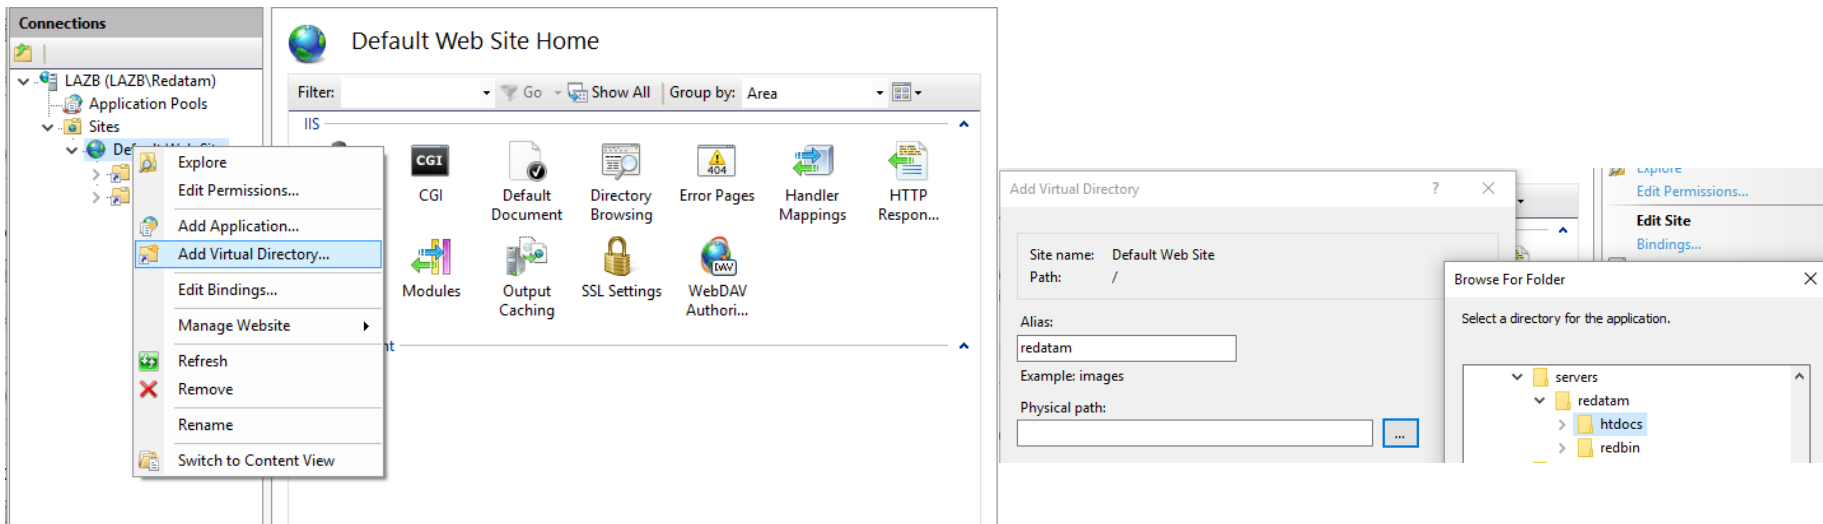 Connections
LAZB (LAZB\Redatam)
Application Pools
Sites
Explore
Edit Permissions...
Add Application...
Add Virtual Directory...
Edit Bindings...
Manage Website
Refresh
Remove
Rename
Switch to Content View
Default Web Site Home
Filter:
Go
Show All
Group by: Area
IIS
CGI
CGI
Default
Document
Directory
Browsing
404
Error Pages
Handler
Mappings
HTTP
Respon...
Modules
Output
Caching
SSL Settings
DAV
WebDAV
Authori...
Add Virtual Directory
?
Site name: Default Web Site
Path: /
Alias:
redatam
Example: images
Physical path:
...
Explore
Edit Permissions...
Edit Site
Bindings...
Browse For Folder
Select a directory for the application.
servers
redatam
htdocs
redbin